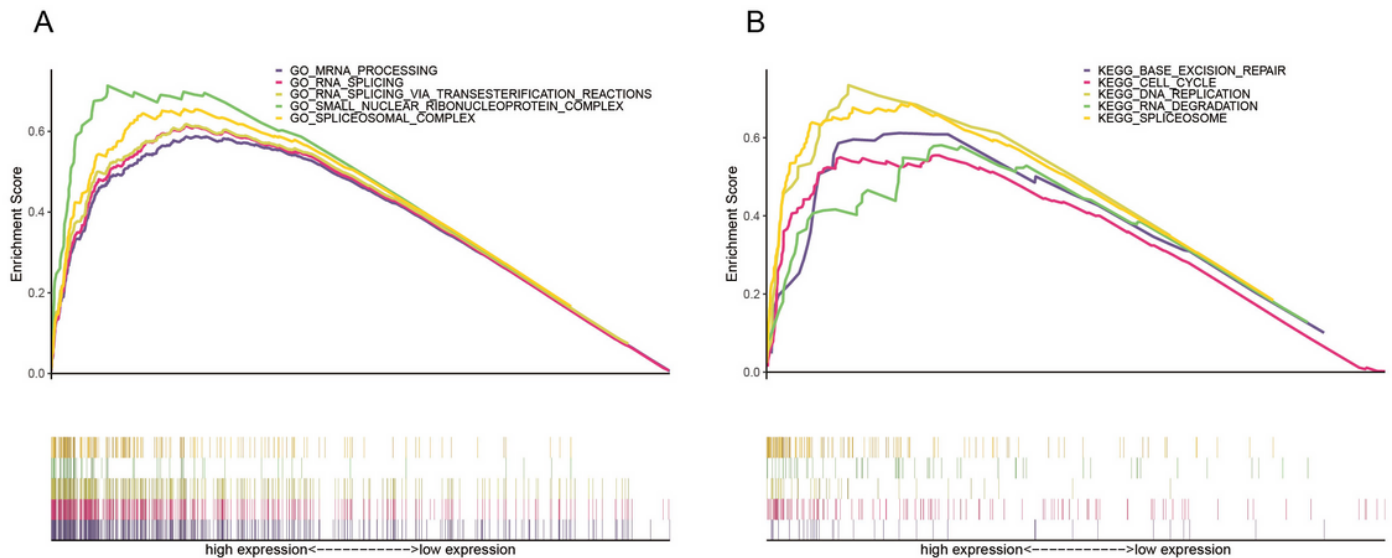 A
GO_MRNA_PROCESSING
GO_RNA_SPLICING
GO_RNA_SPLICING_VIA_TRANSESTERIFICATION_REACTIONS
GO_SMALL_NUCLEAR_RIBONUCLEOPROTEIN_COMPLEX
GO_SPLICEOSOMAL_COMPLEX
Enrichment Score
0.6
0.4
0.2
0.0
high expression<------------>low expression
B
KEGG_BASE_EXCISION_REPAIR
KEGG_CELL_CYCLE
KEGG_DNA_REPLICATION
KEGG_RNA_DEGRADATION
KEGG_SPLICEOSOME
Enrichment Score
0.6
0.4
0.2
0.0
high expression<------------>low expression